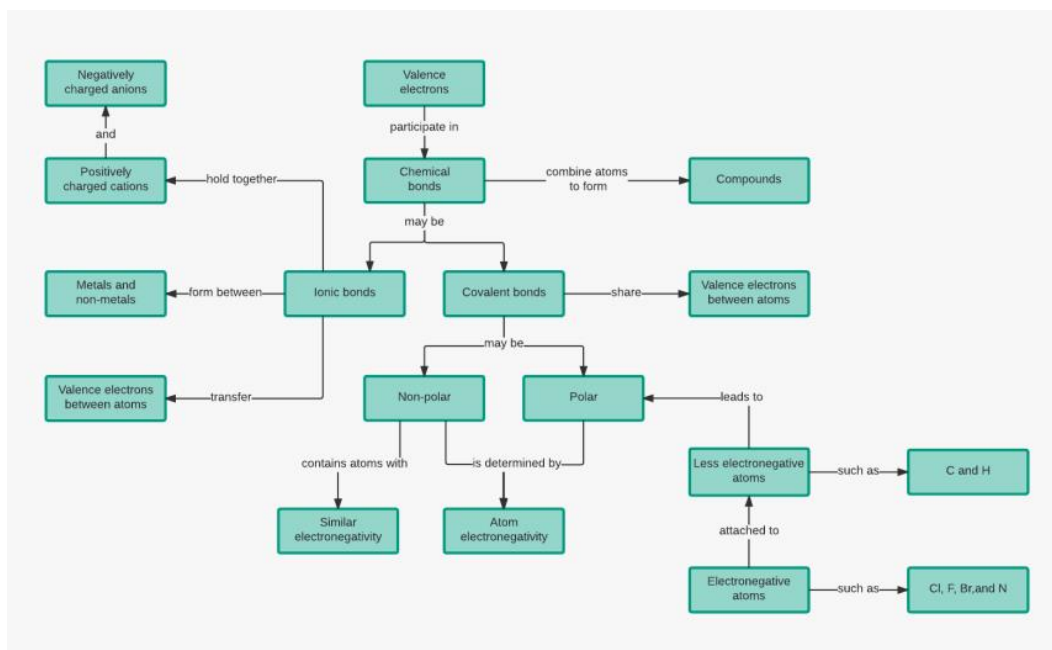 Negatively
charged anions
Valence
electrons
and
participate in
Positively
charged cations
hold together
Chemical
bonds
combine atoms
to form
Compounds
may be
Metals and
non-metals
form between
Ionic bonds
Covalent bonds
share
Valence electrons
between atoms
may be
Valence electrons
between atoms
transfer
Non-polar
Polar
leads to
contains atoms with
is determined by
Less electronegative
atoms
such as
C and H
Similar
electronegativity
Atom
electronegativity
attached to
Electronegative
atoms
such as
Cl, F, Br,and N